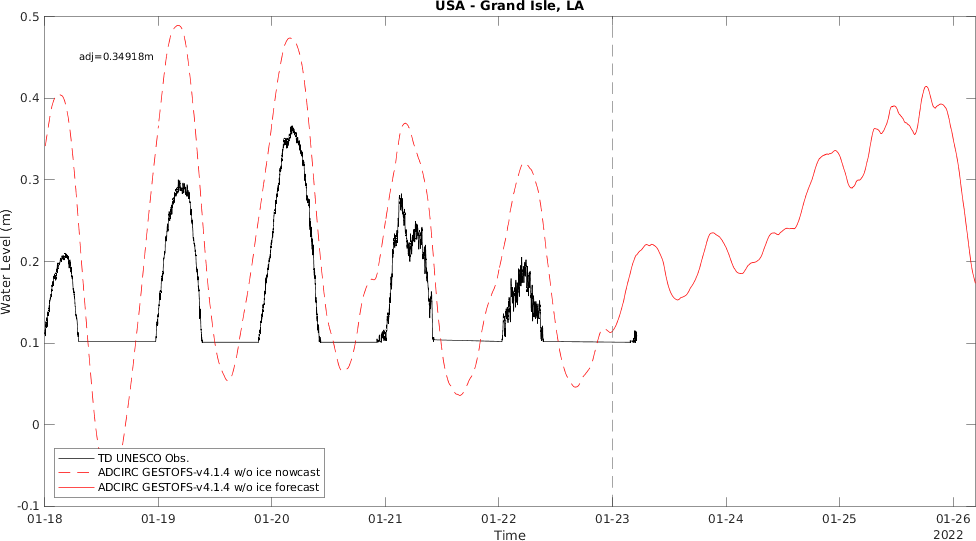 USA - Grand Isle, LA
0.5
adj=0.34918m
0.4
0.3
0.2
0.1
0
-0.1
Water Level (m)
TD UNESCO Obs.
ADCIRC GESTOFS-v4.1.4 w/o ice nowcast
ADCIRC GESTOFS-v4.1.4 w/o ice forecast
01-18 01-19 01-20 01-21 01-22 01-23 01-24 01-25 01-26
Time 2022